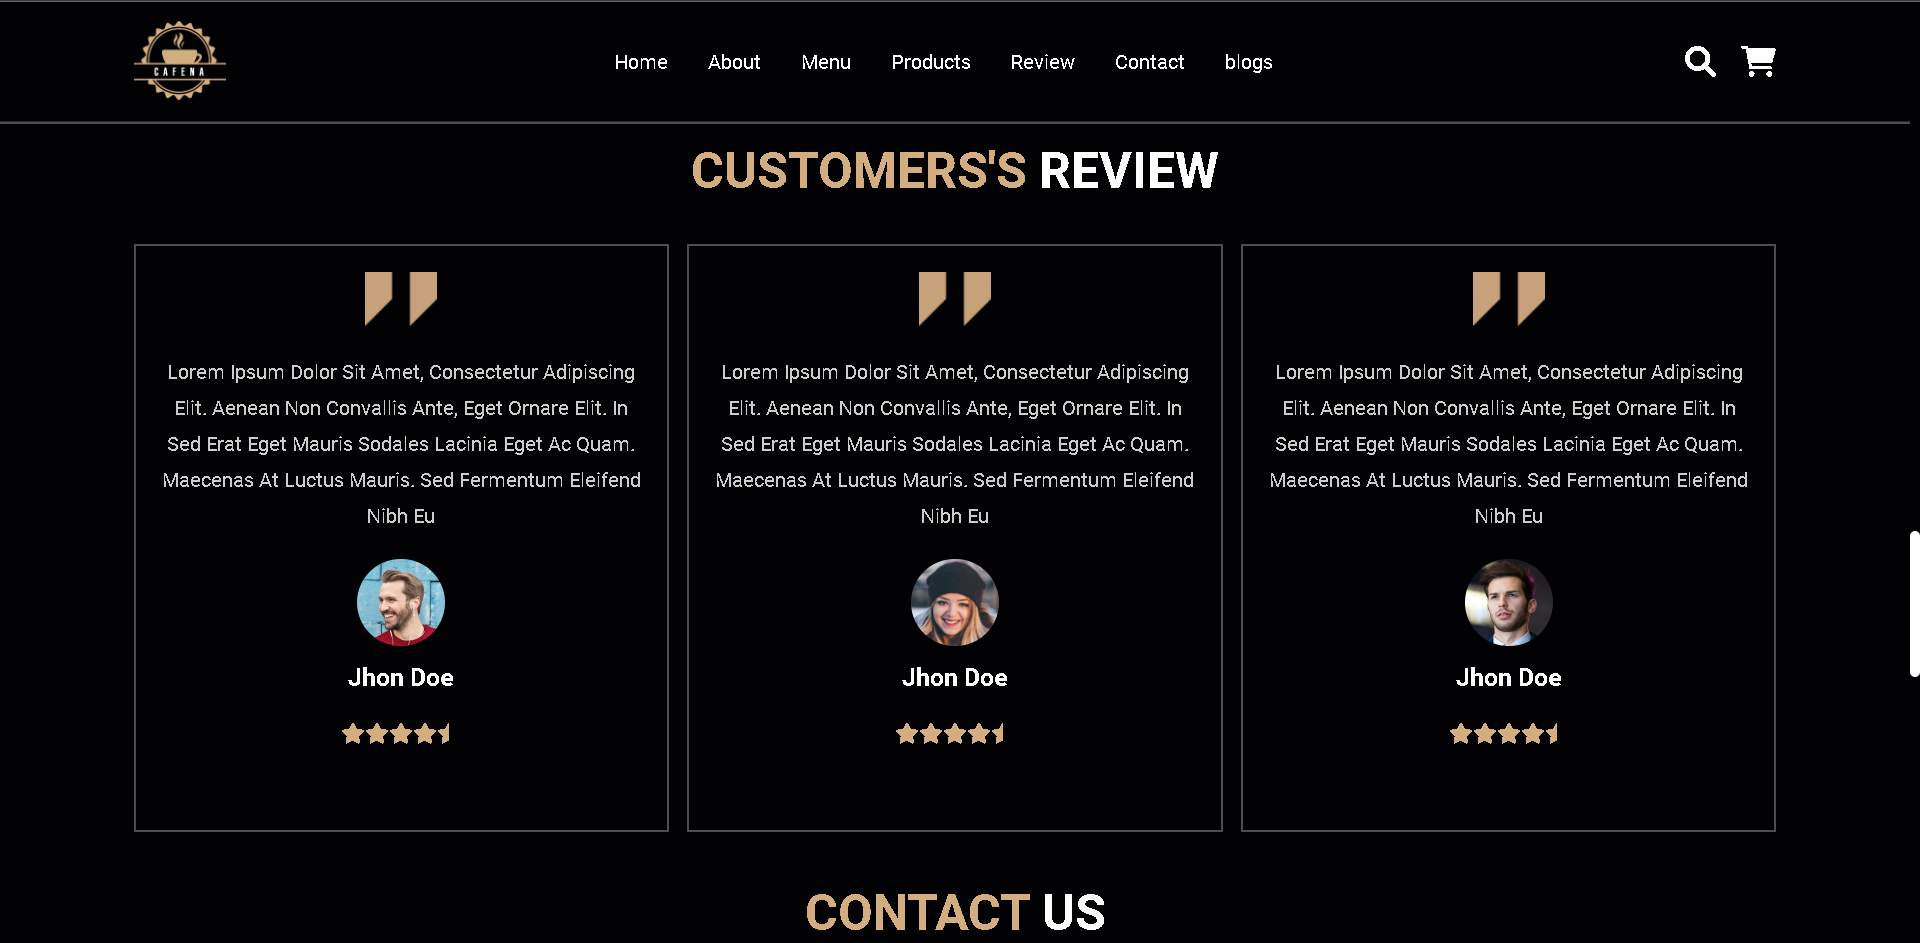 CAFENA
Home About Menu Products Review Contact blogs
CUSTOMERS'S REVIEW
Lorem Ipsum Dolor Sit Amet, Consectetur Adipiscing
Elit. Aenean Non Convallis Ante, Eget Ornare Elit. In
Sed Erat Eget Mauris Sodales Lacinia Eget Ac Quam.
Maecenas At Luctus Mauris. Sed Fermentum Eleifend
Nibh Eu
Jhon Doe
Lorem Ipsum Dolor Sit Amet, Consectetur Adipiscing
Elit. Aenean Non Convallis Ante, Eget Ornare Elit. In
Sed Erat Eget Mauris Sodales Lacinia Eget Ac Quam.
Maecenas At Luctus Mauris. Sed Fermentum Eleifend
Nibh Eu
Jhon Doe
Lorem Ipsum Dolor Sit Amet, Consectetur Adipiscing
Elit. Aenean Non Convallis Ante, Eget Ornare Elit. In
Sed Erat Eget Mauris Sodales Lacinia Eget Ac Quam.
Maecenas At Luctus Mauris. Sed Fermentum Eleifend
Nibh Eu
Jhon Doe
CONTACT US